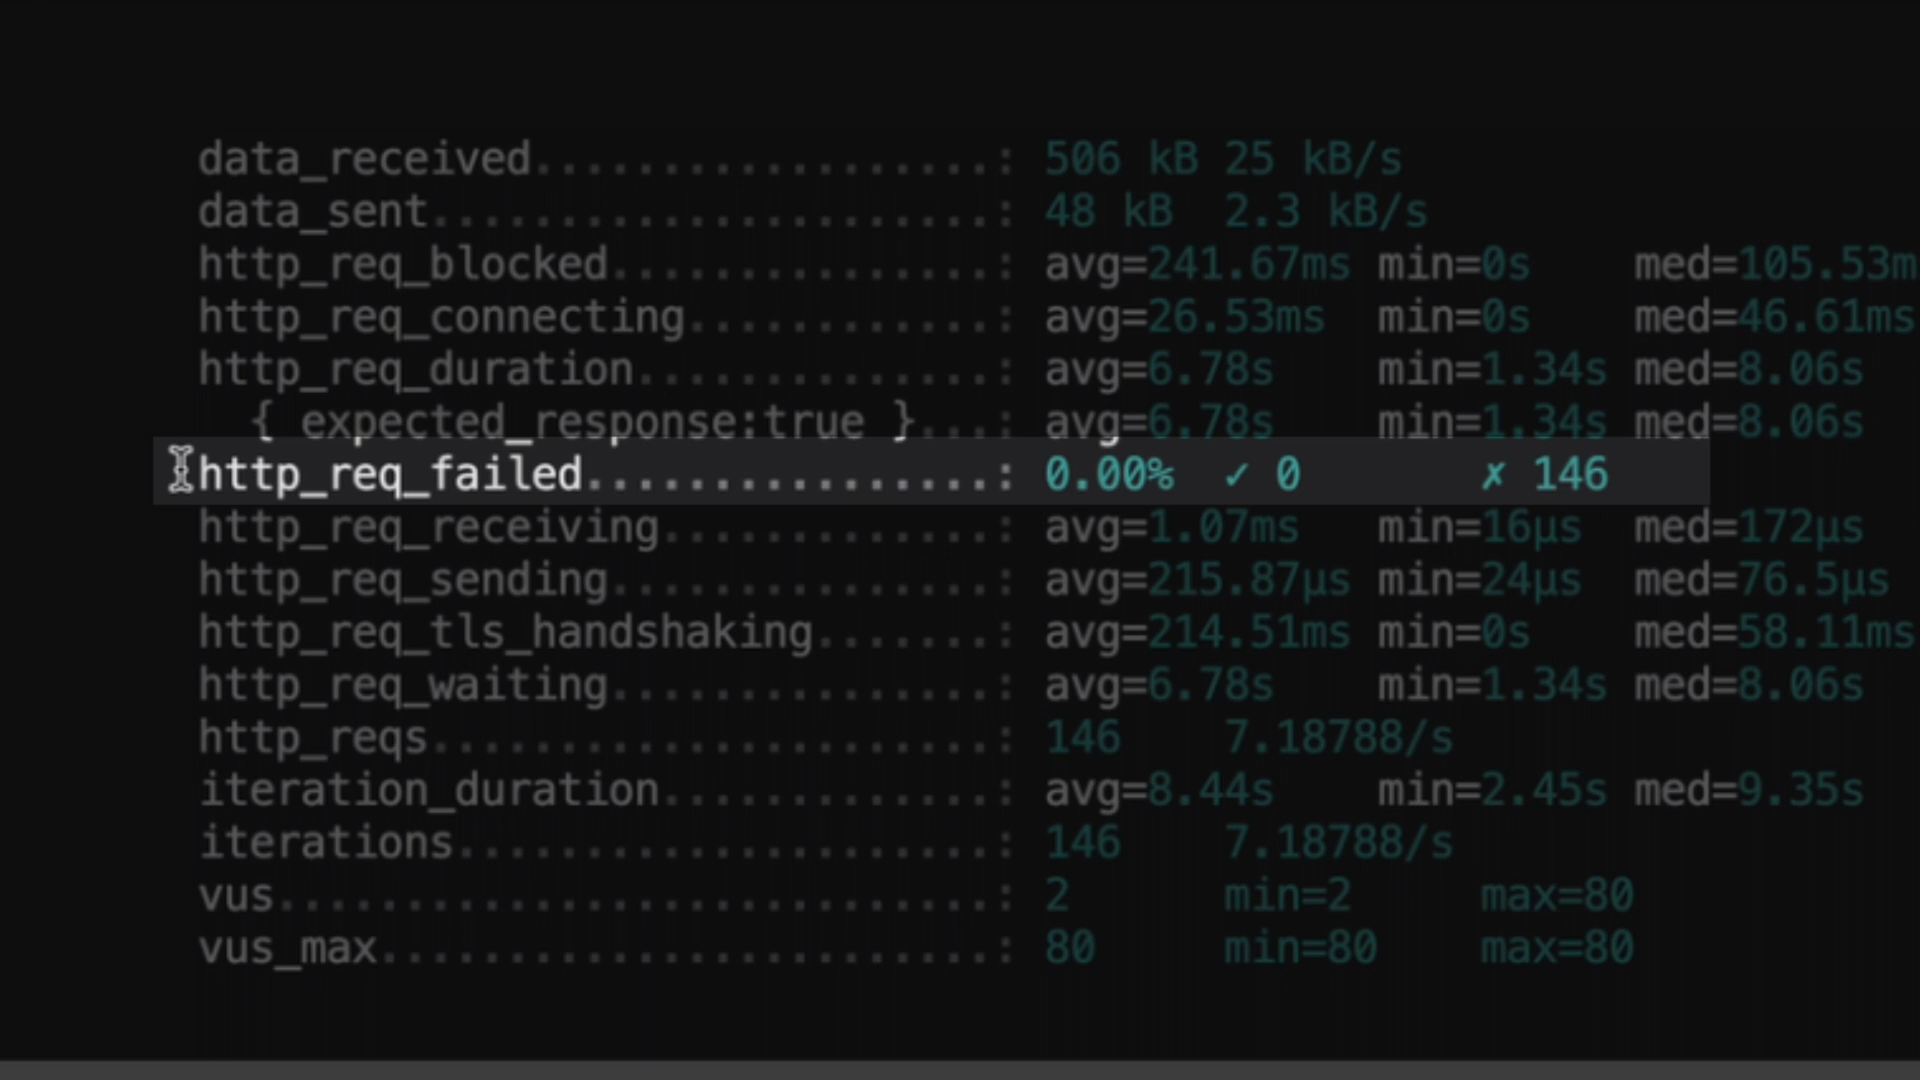 data_received..................: 506 kB 25 kB/s
data_sent......................: 48 kB  2.3 kB/s
http_req_blocked...............: avg=241.67ms min=0s    med=105.53m
http_req_connecting............: avg=26.53ms  min=0s    med=46.61ms
http_req_duration..............: avg=6.78s    min=1.34s med=8.06s
  { expected_response:true }...: avg=6.78s    min=1.34s med=8.06s
http_req_failed................: 0.00%  ✓ 0       ✗ 146
http_req_receiving.............: avg=1.07ms   min=16µs  med=172µs
http_req_sending...............: avg=215.87µs min=24µs  med=76.5µs
http_req_tls_handshaking.......: avg=214.51ms min=0s    med=58.11ms
http_req_waiting...............: avg=6.78s    min=1.34s med=8.06s
http_reqs......................: 146    7.18788/s
iteration_duration.............: avg=8.44s    min=2.45s med=9.35s
iterations.....................: 146    7.18788/s
vus............................: 2      min=2     max=80
vus_max........................: 80     min=80    max=80